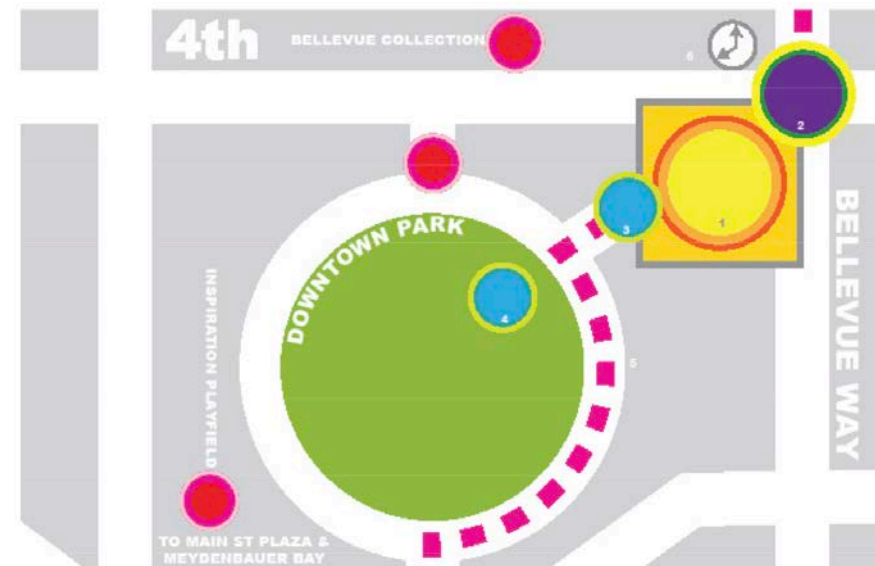 4th
BELLEVUE COLLECTION
6
2
1
3
DOWNTOWN PARK
4
5
BELLEVUE WAY
INSPIRATION PLAYFIELD
TO MAIN ST PLAZA &
MEYDENBAUER BAY